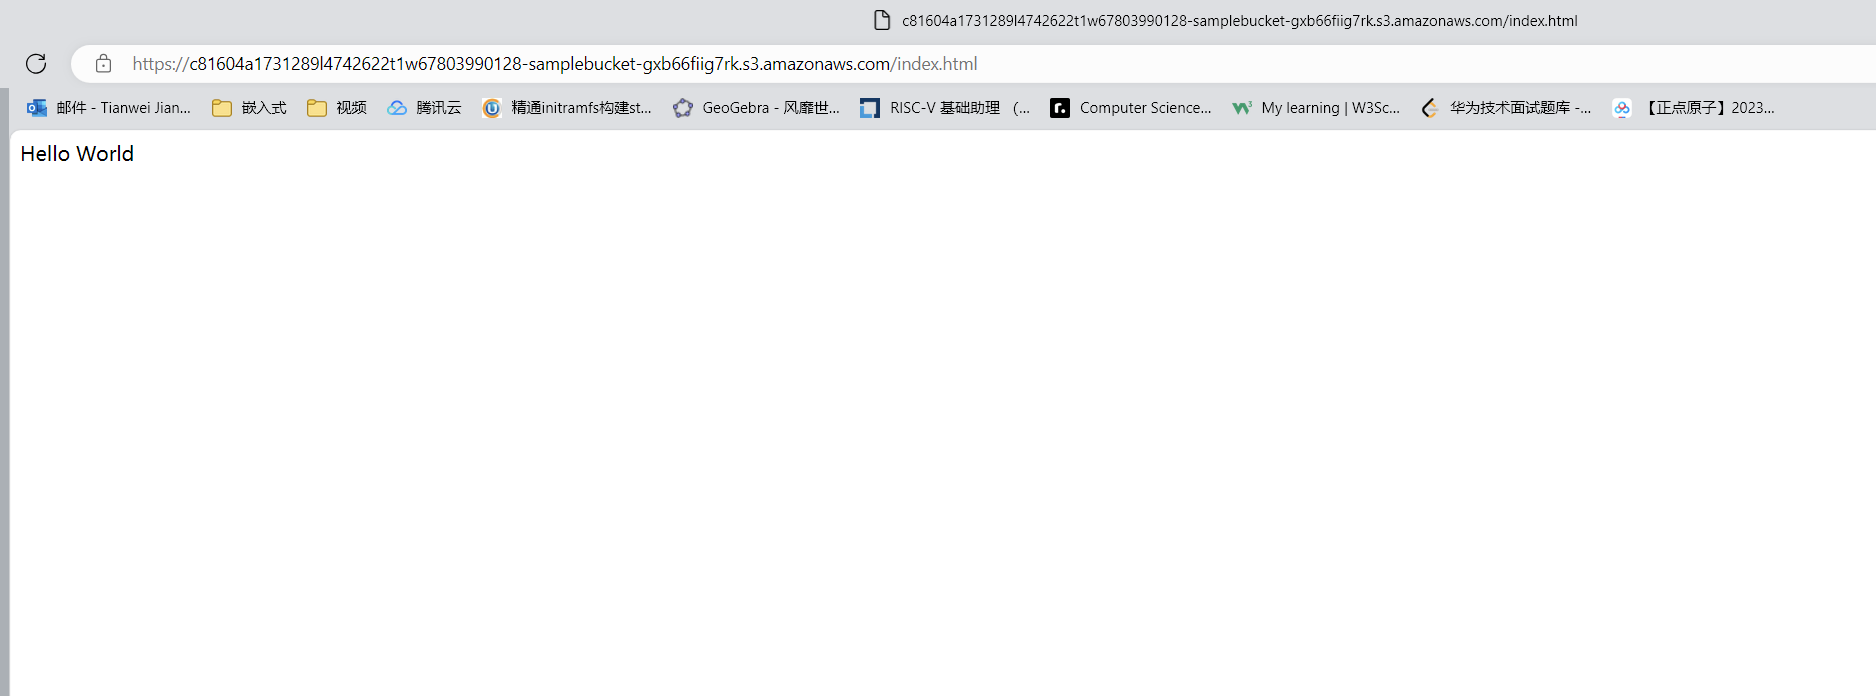 c81604a1731289l4742622t1w67803990128-samplebucket-gxb66fiig7rk.s3.amazonaws.com/index.html
https://c81604a1731289l4742622t1w67803990128-samplebucket-gxb66fiig7rk.s3.amazonaws.com/index.html
邮件 - Tianwei Jian... 嵌入式 视频 腾讯云 精通initramfs构建st... GeoGebra - 风靡世... RISC-V 基础助理 （... Computer Science... My learning | W3Sc... 华为技术面试题库 -... 【正点原子】2023...
Hello World